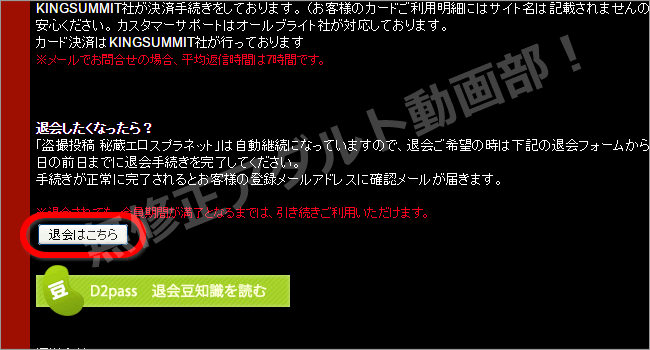 KINGSUMMIT社が決済手続きをしております。（お客様のカードご利用明細にはサイト名は記載されませんの
安心ください。カスタマーサポートはオールブライト社が対応しております。
カード決済はKINGSUMMIT社が行っております
※メールでお問合せの場合、平均返信時間は7時間です。
退会したくなったら？
「盗撮投稿 秘蔵エロスプラネット」は自動継続になっていますので、退会ご希望の時は下記の退会フォームから
日の前日までに退会手続きを完了してください。
手続きが正常に完了されるとお客様の登録メールアドレスに確認メールが届きます。
※退会されても、会員期間が満了となるまでは、引き続きご利用いただけます。
退会はこちら
豆 D2pass 退会豆知識を読む
無修正アダルト動画部！